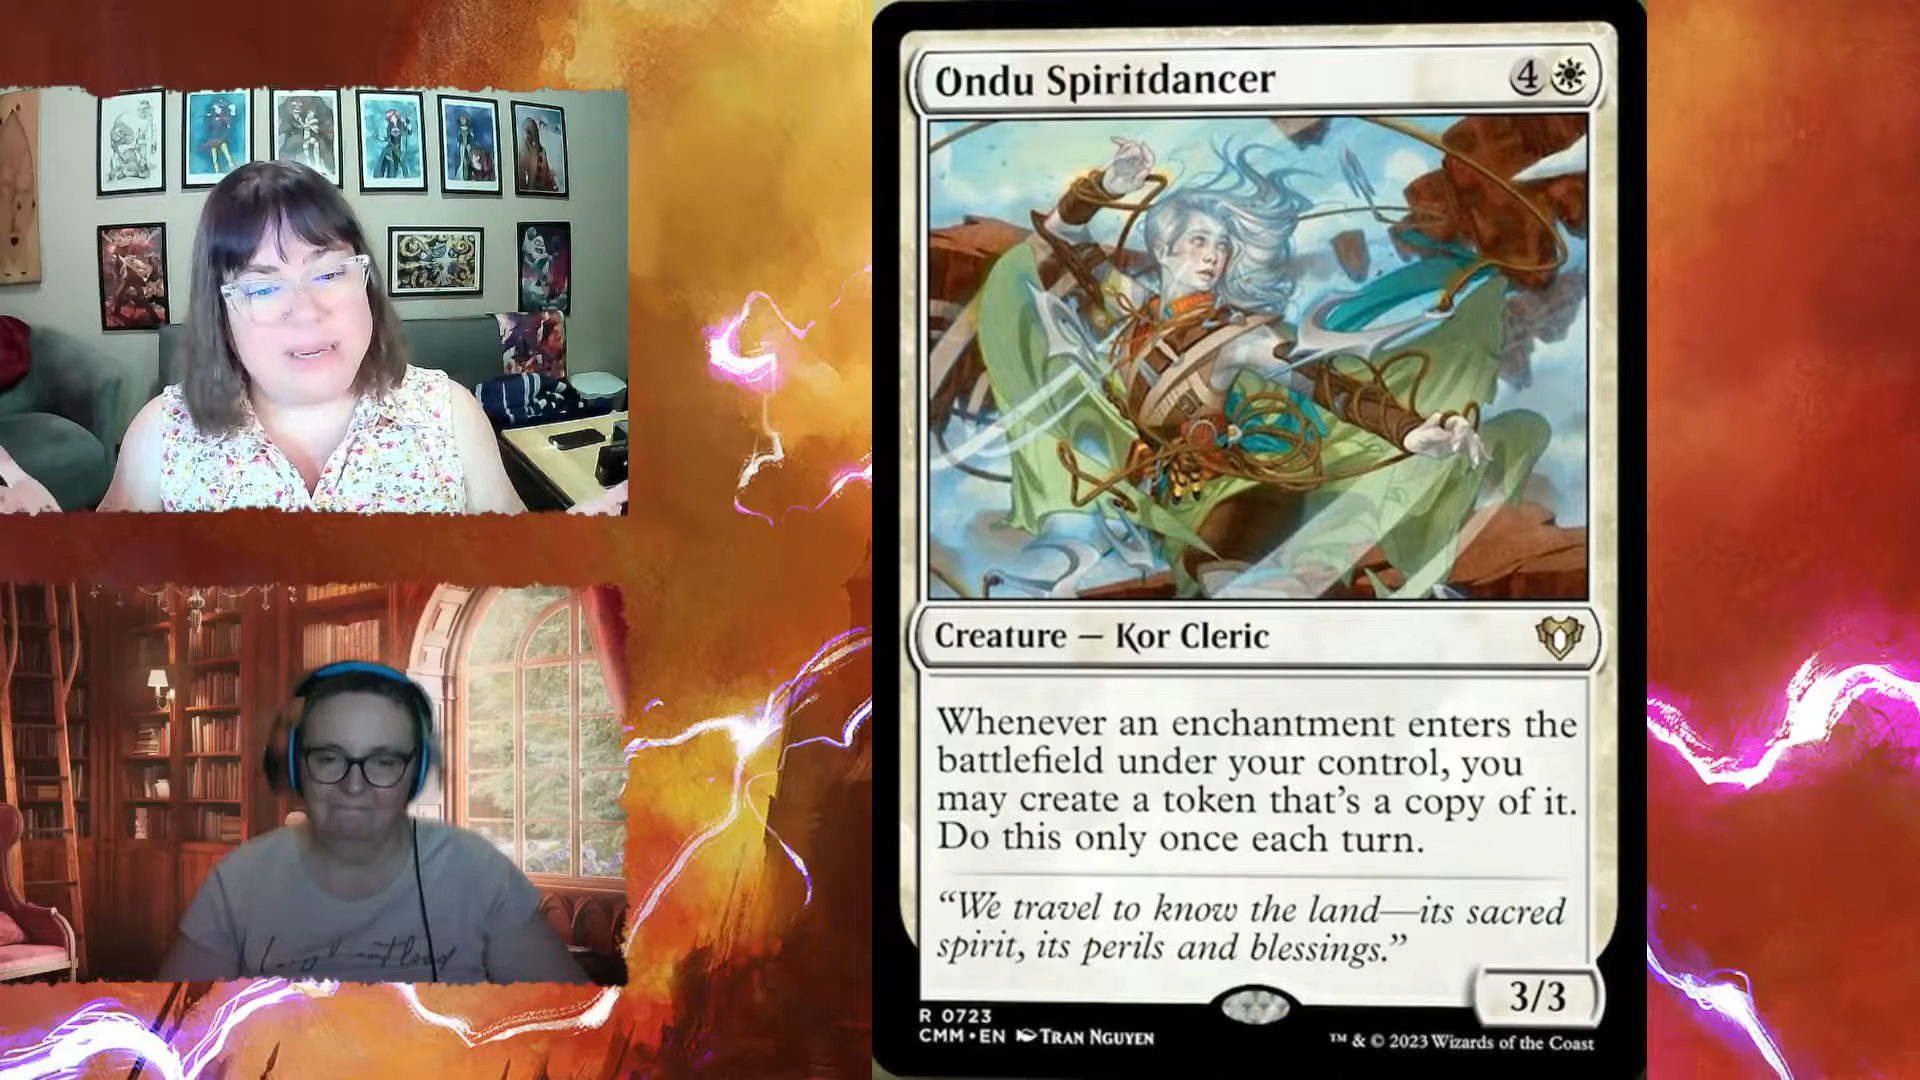 Ondu Spiritdancer
4
Creature — Kor Cleric
Whenever an enchantment enters the
battlefield under your control, you
may create a token that's a copy of it.
Do this only once each turn.
“We travel to know the land—its sacred
spirit, its perils and blessings.”
3/3
R 0723
CMM • EN TRAN NGUYEN
™ & © 2023 Wizards of the Coast